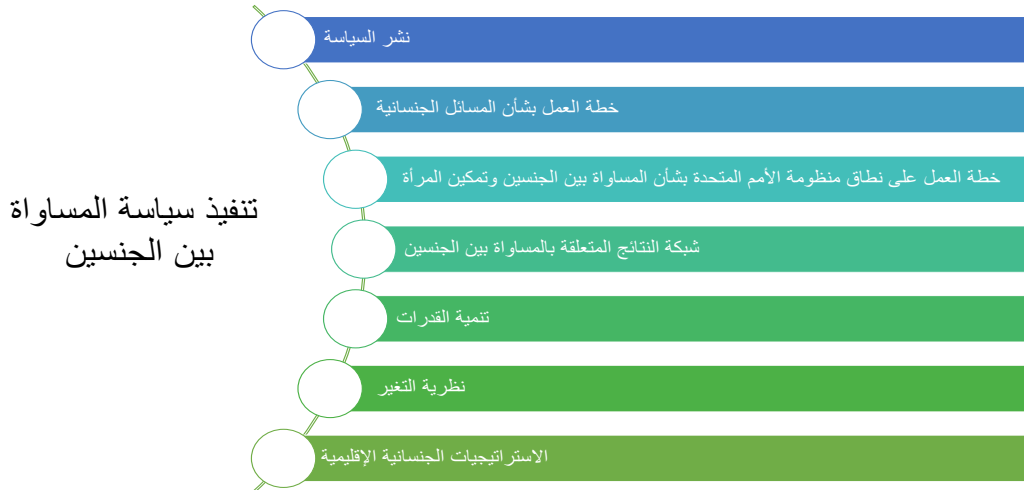 تنفيذ سياسة المساواة
بين الجنسين
نشر السياسة
خطة العمل بشأن المسائل الجنسانية
خطة العمل على نطاق منظومة الأمم المتحدة بشأن المساواة بين الجنسين وتمكين المرأة
شبكة النتائج المتعلقة بالمساواة بين الجنسين
تنمية القدرات
نظرية التغير
الاستراتيجيات الجنسانية الإقليمية